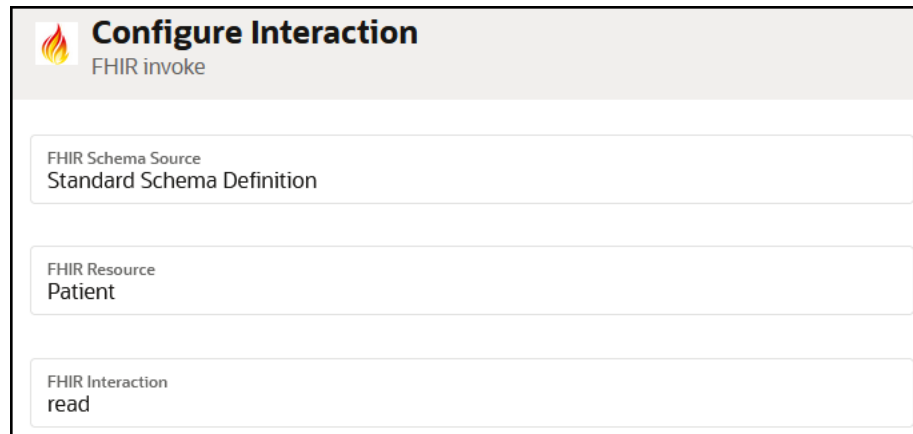 Configure Interaction
FHIR invoke
FHIR Schema Source
Standard Schema Definition
FHIR Resource
Patient
FHIR Interaction
read